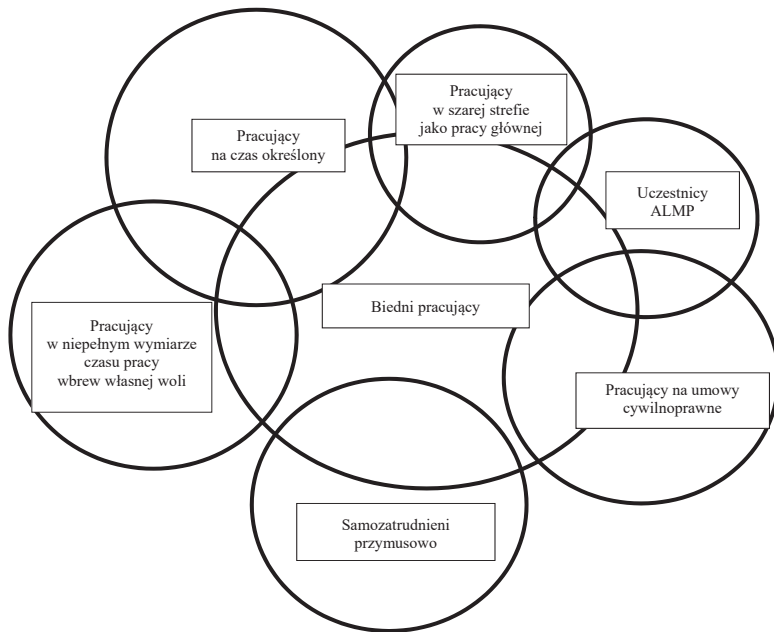 Pracujący
w szarej strefie
jako pracy głównej
Pracujący
na czas określony
Uczestnicy
ALMP
Biedni pracujący
Pracujący
w niepełnym wymiarze
czasu pracy
wbrew własnej woli
Pracujący na umowy
cywilnoprawne
Samozatrudnieni
przymusowo